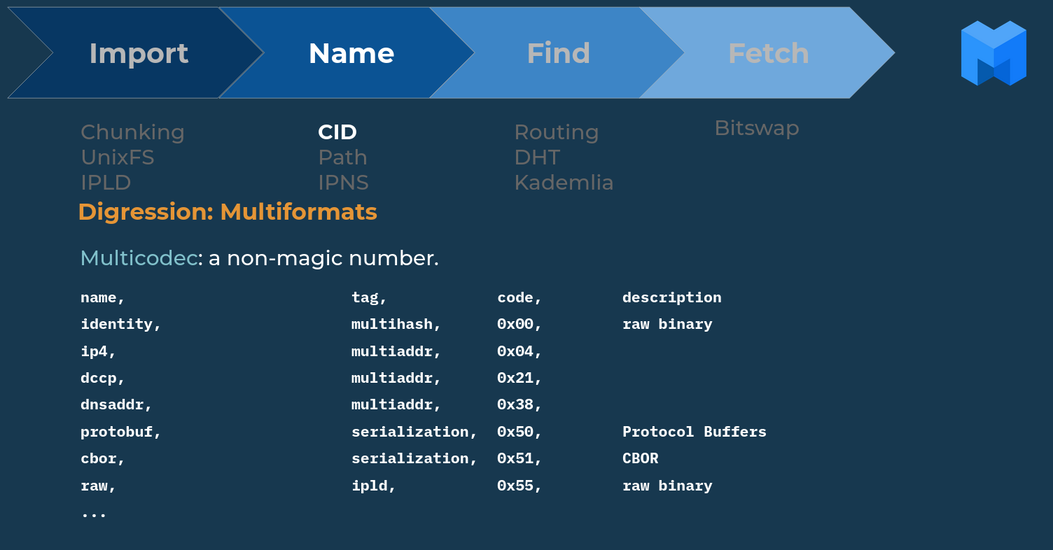 Import Name Find Fetch
Chunking CID Routing Bitswap
UnixFS Path DHT
IPLD IPNS Kademlia
Digression: Multiformats
Multicodec: a non-magic number.
name, tag, code, description
identity, multihash, 0x00, raw binary
ip4, multiaddr, 0x04,
dccp, multiaddr, 0x21,
dnsaddr, multiaddr, 0x38,
protobuf, serialization, 0x50, Protocol Buffers
cbor, serialization, 0x51, CBOR
raw, ipld, 0x55, raw binary
...